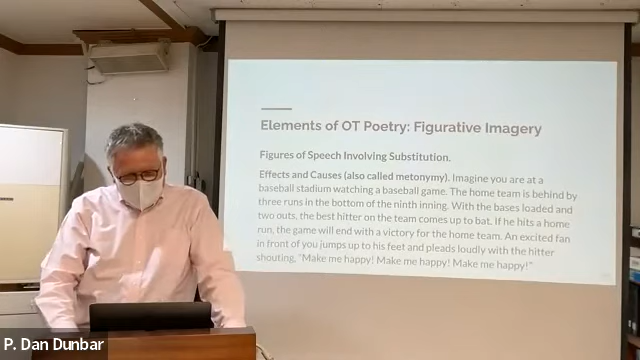 Elements of OT Poetry: Figurative Imagery
Figures of Speech Involving Substitution.
Effects and Causes (also called metonymy). Imagine you are at a
baseball stadium watching a baseball game. The home team is behind by
three runs in the bottom of the ninth inning. With the bases loaded and
two outs, the best hitter on the team comes up to bat. If he hits a home
run, the game will end with a victory for the home team. An excited fan
in front of you jumps up to his feet and pleads loudly with the hitter
shouting, "Make me happy! Make me happy! Make me happy!"
P. Dan Dunbar